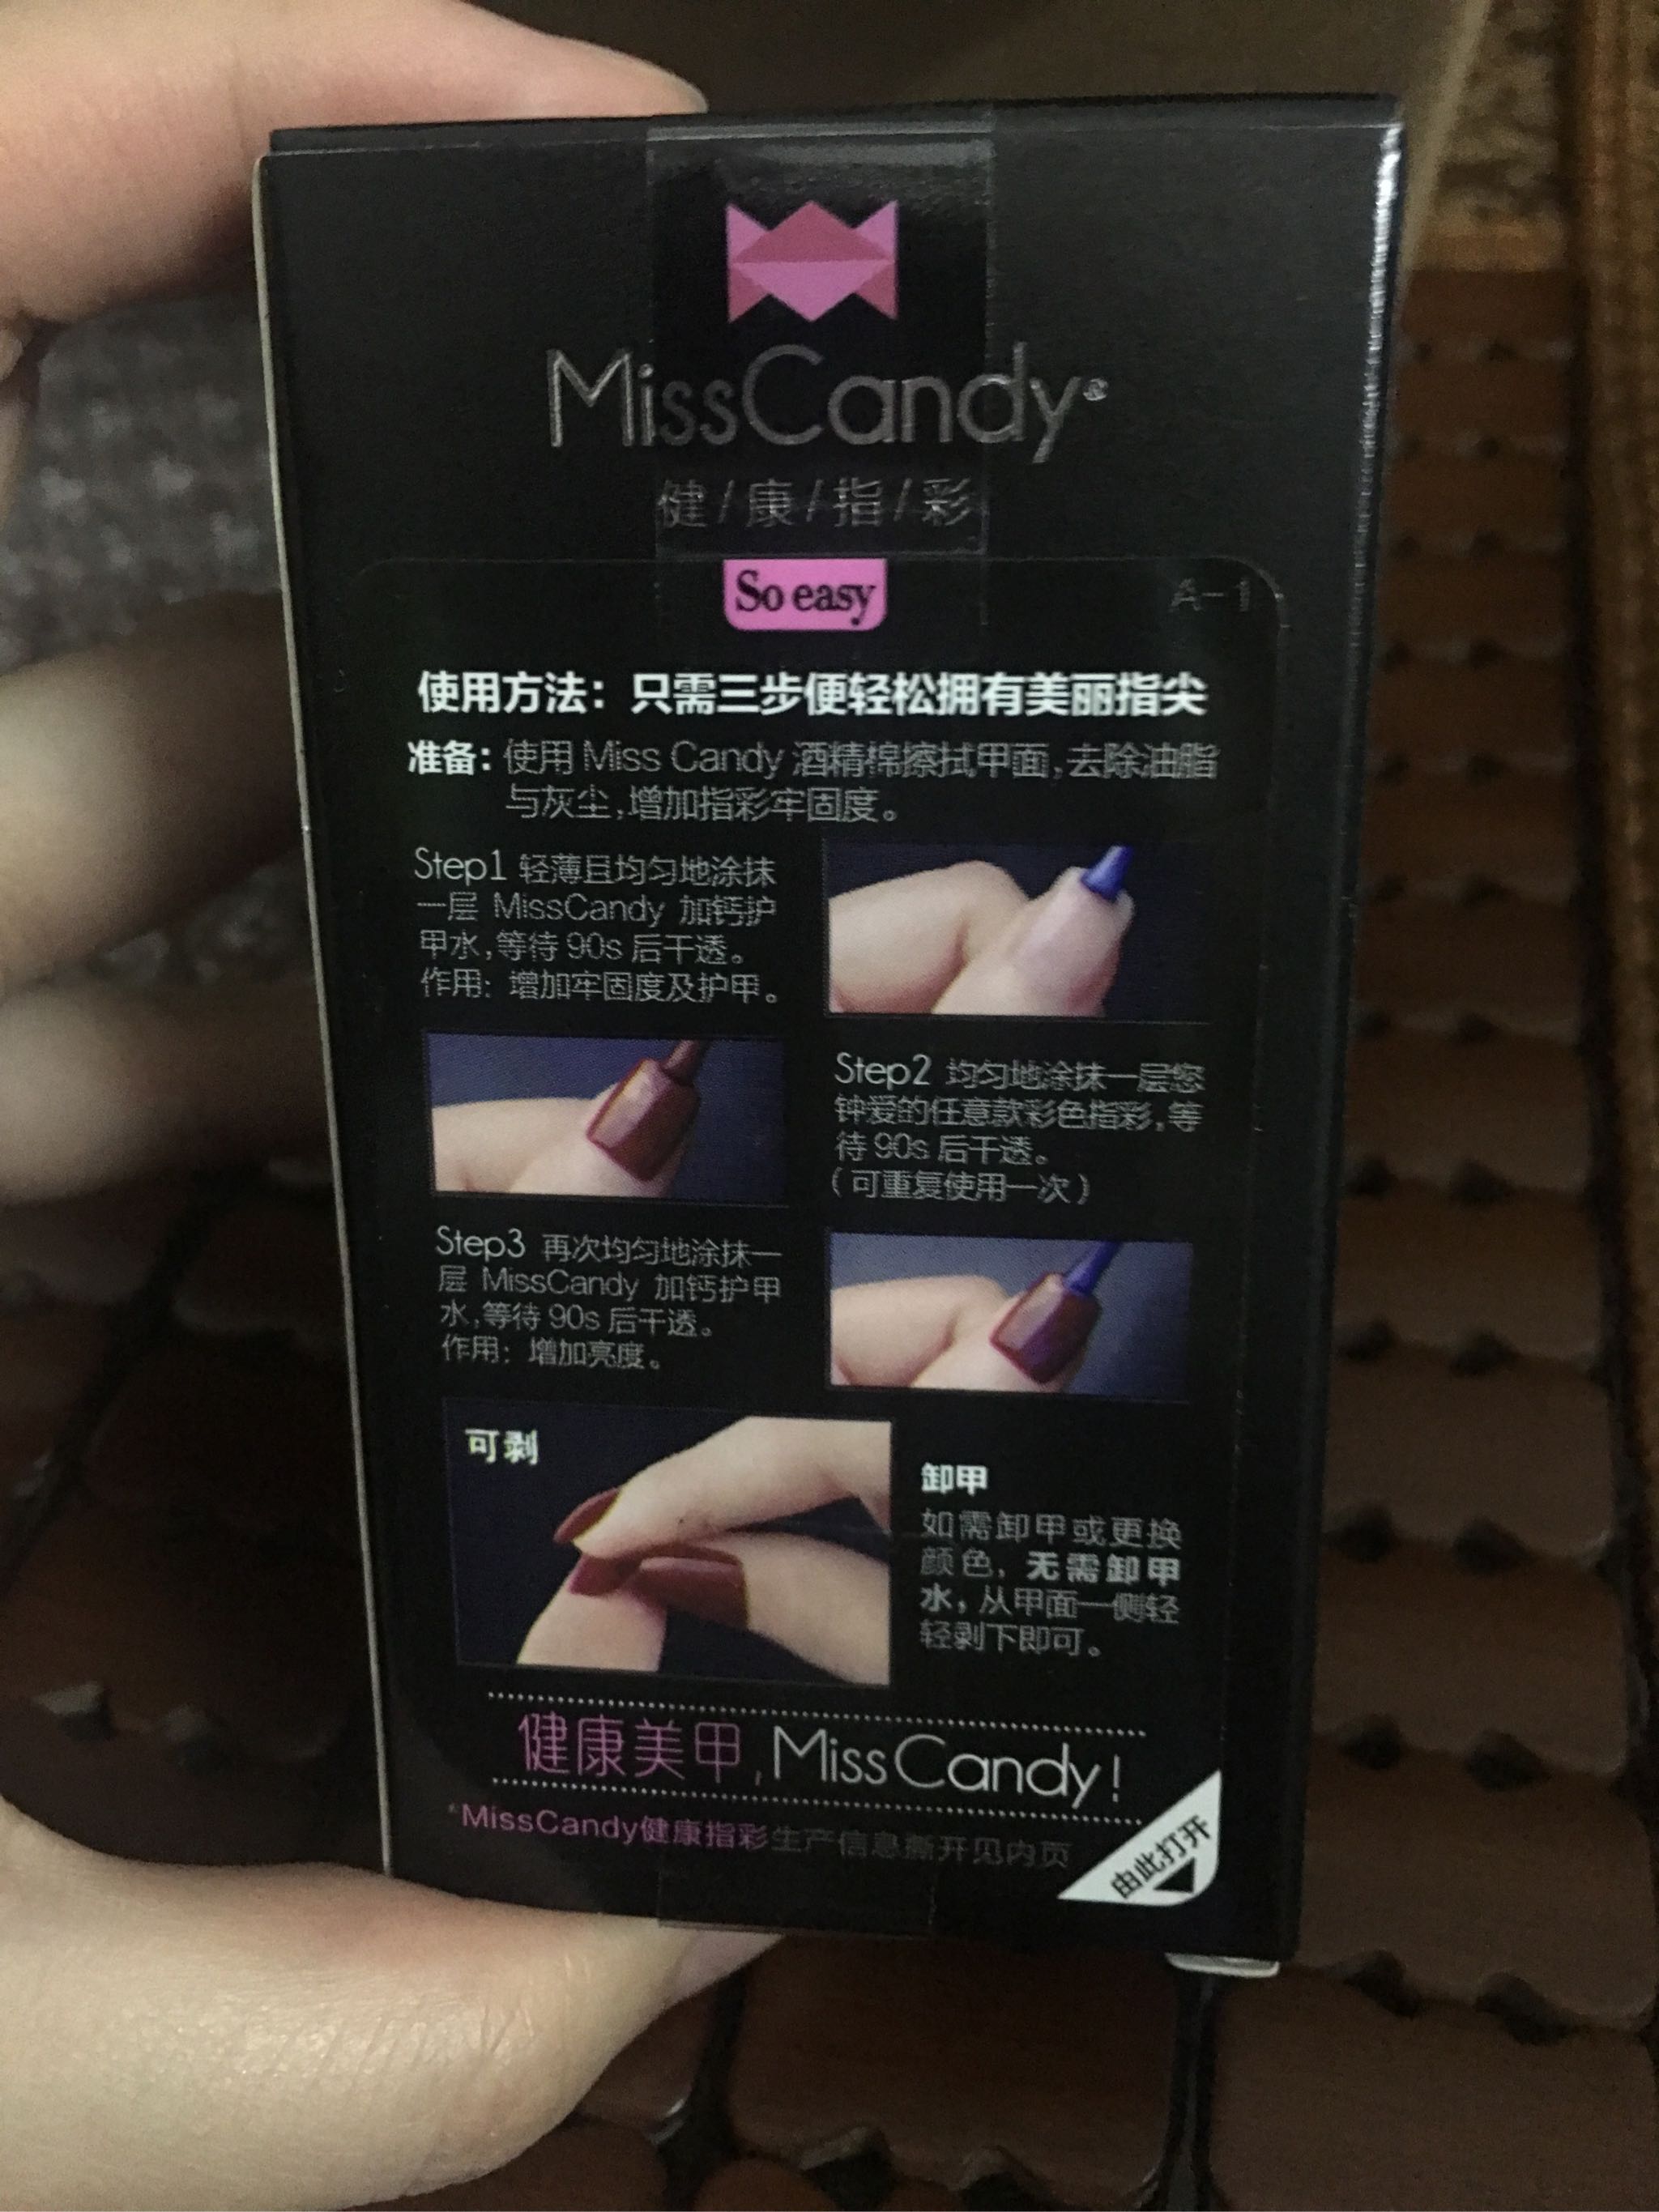 MissCandy®
健/康/指/彩
So easy
A-1
使用方法：只需三步便轻松拥有美丽指尖
准备：使用 Miss Candy 酒精棉擦拭甲面，去除油脂
与灰尘，增加指彩牢固度。
Step1 轻薄且均匀地涂抹
一层 MissCandy 加钙护
甲水，等待 90s 后干透。
作用：增加牢固度及护甲。
Step2 均匀地涂抹一层您
钟爱的任意款彩色指彩，等
待 90s 后干透。
（可重复使用一次）
Step3 再次均匀地涂抹一
层 MissCandy 加钙护甲
水，等待 90s 后干透。
作用：增加亮度。
可剥
卸甲
如需卸甲或更换
颜色，无需卸甲
水，从甲面一侧轻
轻剥下即可。
健康美甲，MissCandy！
*MissCandy健康指彩生产信息撕开见内页
由此打开